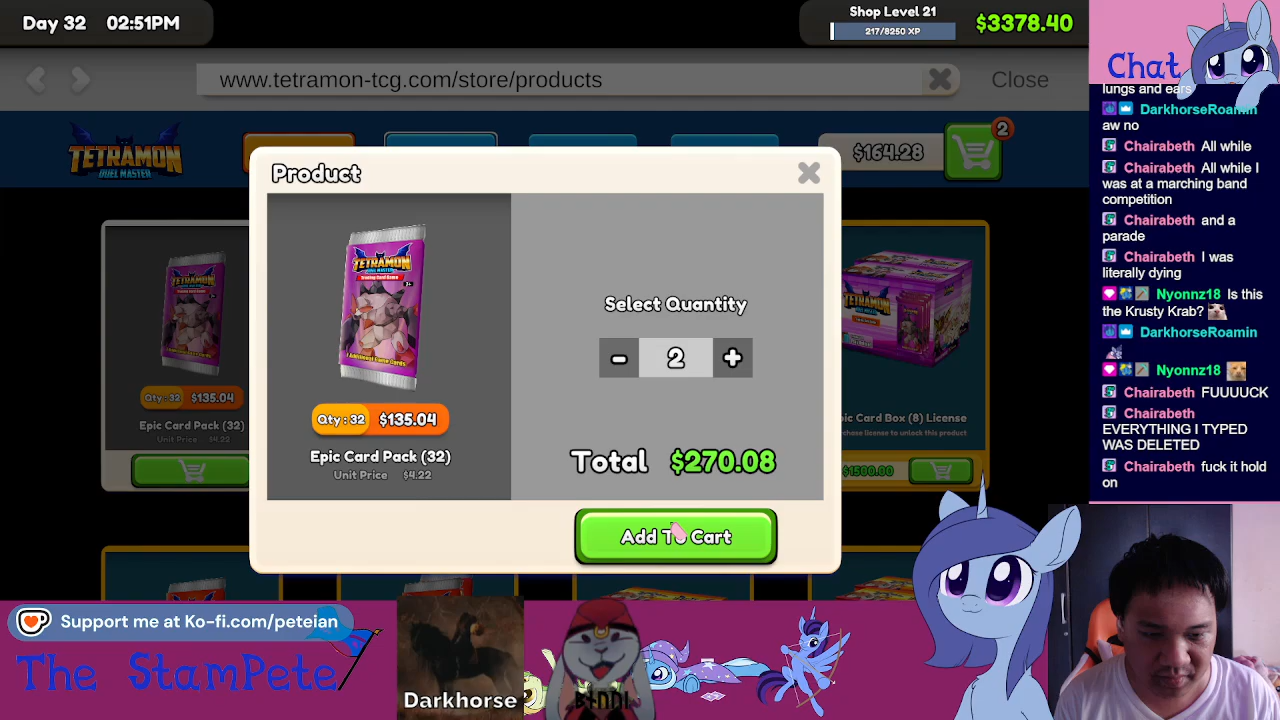 Day 32 02:51PM
Shop Level 21
217/8250 XP
$3378.40
www.tetramon-tcg.com/store/products
Close
TETRAMON
DUEL MASTER
$164.28
2
Product
TETRAMON
DUEL MASTER
Select Quantity
- 2 +
Qty : 32 $135.04
Epic Card Pack (32)
Unit Price $4.22
Total $270.08
Add To Cart
Qty : 32 $135.04
Epic Card Pack (32)
Unit Price $4.22
TETRAMON
pic Card Box (8) License
$1500.00
Chat
lungs and ears
DarkhorseRoamin
aw no
Chairabeth All while
Chairabeth All while I
was at a marching band
competition
Chairabeth and a
parade
Chairabeth I was
literally dying
Nyonnz18 Is this
the Krusty Krab?
DarkhorseRoamin
Nyonnz18
Chairabeth FUUUUCK
Chairabeth
EVERYTHING I TYPED
WAS DELETED
Chairabeth fuck it hold
on
Support me at Ko-fi.com/peteian
The StamPete
Darkhorse